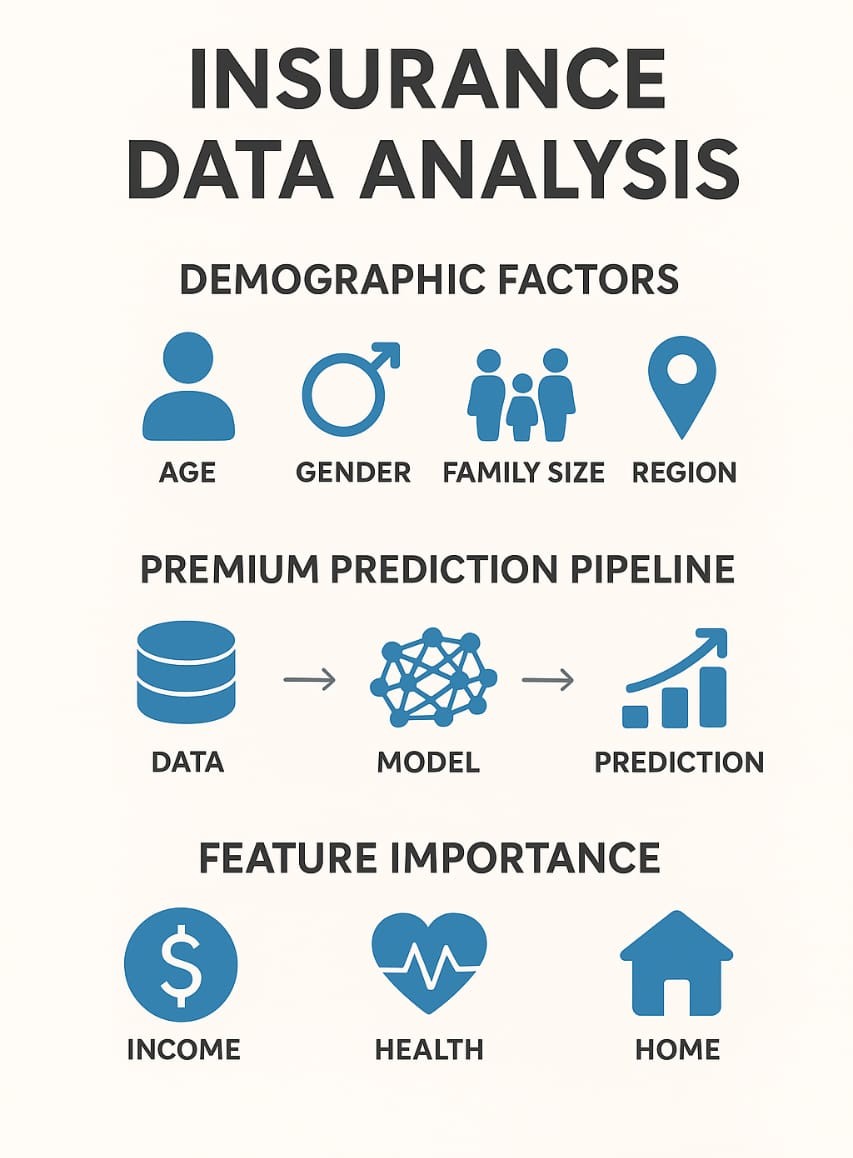 INSURANCE
DATA ANALYSIS
DEMOGRAPHIC FACTORS
AGE GENDER FAMILY SIZE REGION
PREMIUM PREDICTION PIPELINE
DATA MODEL PREDICTION
FEATURE IMPORTANCE
$
INCOME HEALTH HOME